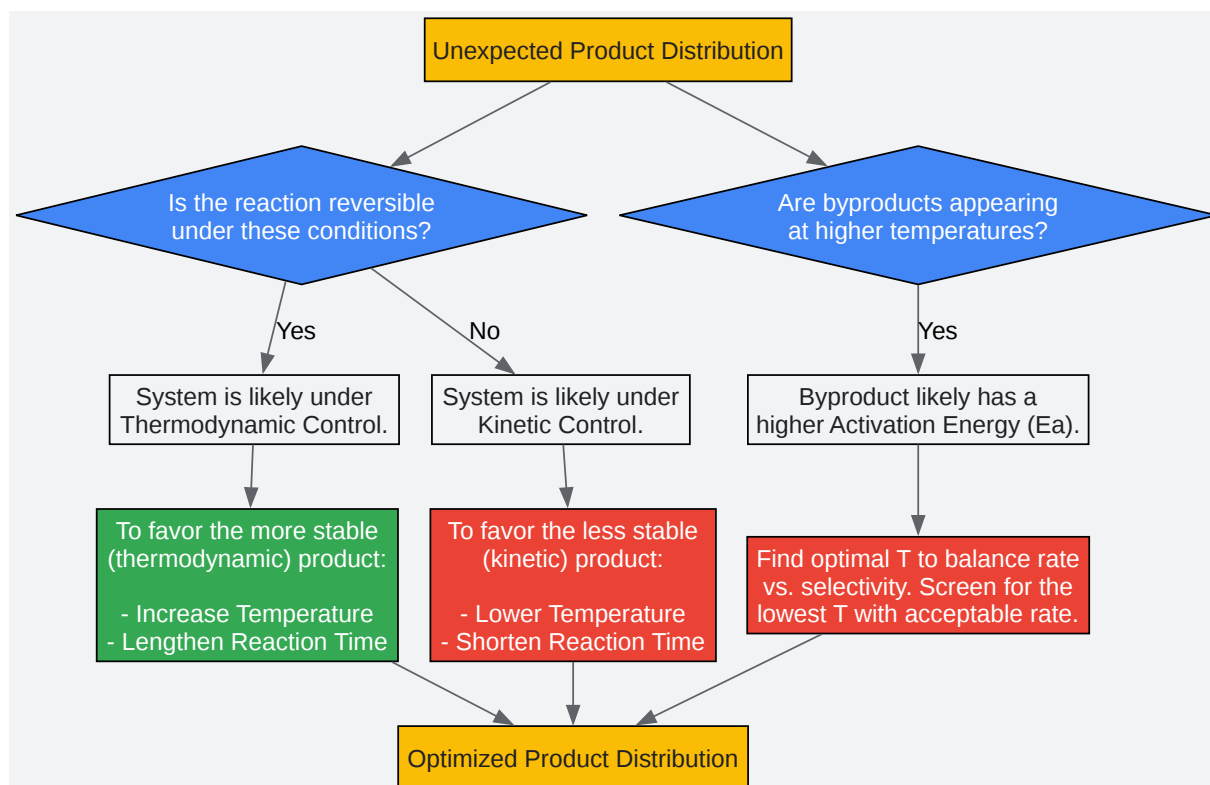 Unexpected Product Distribution
Is the reaction reversible
under these conditions?
Are byproducts appearing
at higher temperatures?
Yes
No
Yes
System is likely under
Thermodynamic Control.
System is likely under
Kinetic Control.
Byproduct likely has a
higher Activation Energy (Ea).
To favor the more stable
(thermodynamic) product:
- Increase Temperature
- Lengthen Reaction Time
To favor the less stable
(kinetic) product:
- Lower Temperature
- Shorten Reaction Time
Find optimal T to balance rate
vs. selectivity. Screen for the
lowest T with acceptable rate.
Optimized Product Distribution